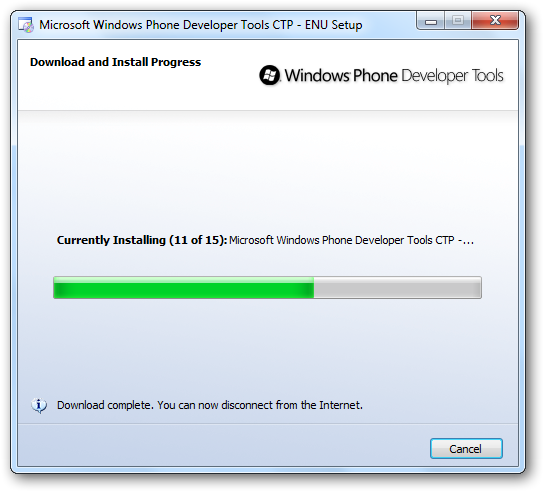 Microsoft Windows Phone Developer Tools CTP - ENU Setup
Download and Install Progress
Windows Phone Developer Tools
Currently Installing (11 of 15): Microsoft Windows Phone Developer Tools CTP -...
Download complete. You can now disconnect from the Internet.
Cancel